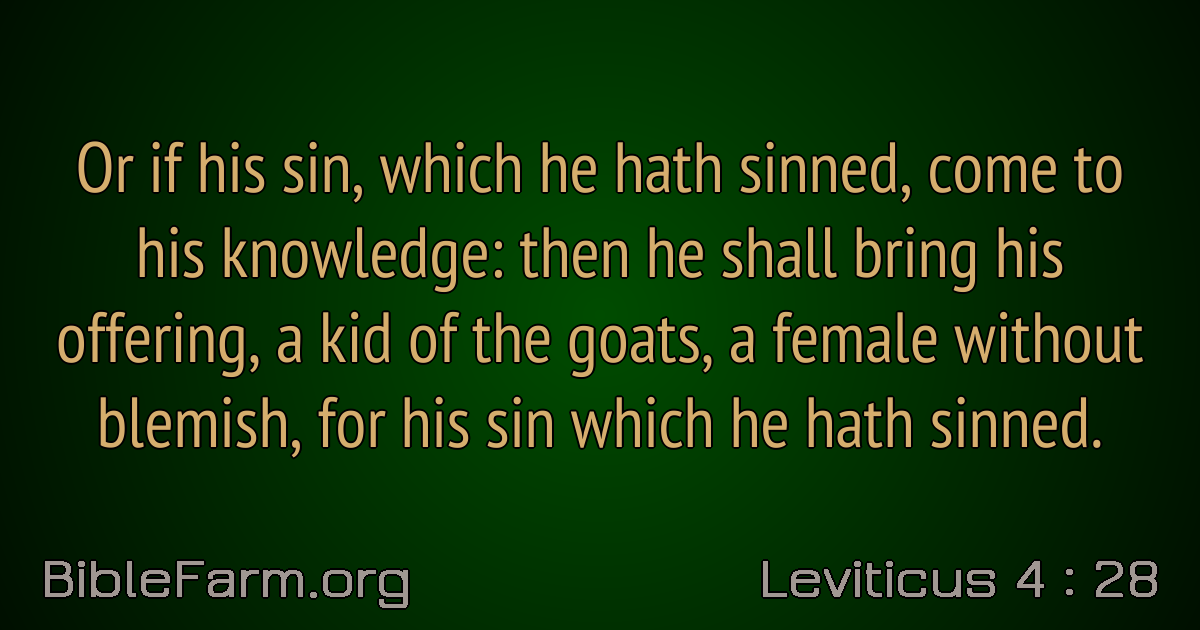 Or if his sin, which he hath sinned, come to
his knowledge: then he shall bring his
offering, a kid of the goats, a female without
blemish, for his sin which he hath sinned.
BibleFarm.org
Leviticus 4 : 28